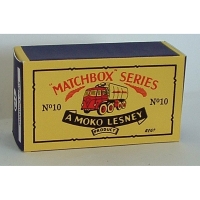 "MATCHBOX" SERIES
No10 No10
A MOKO LESNEY
PRODUCT